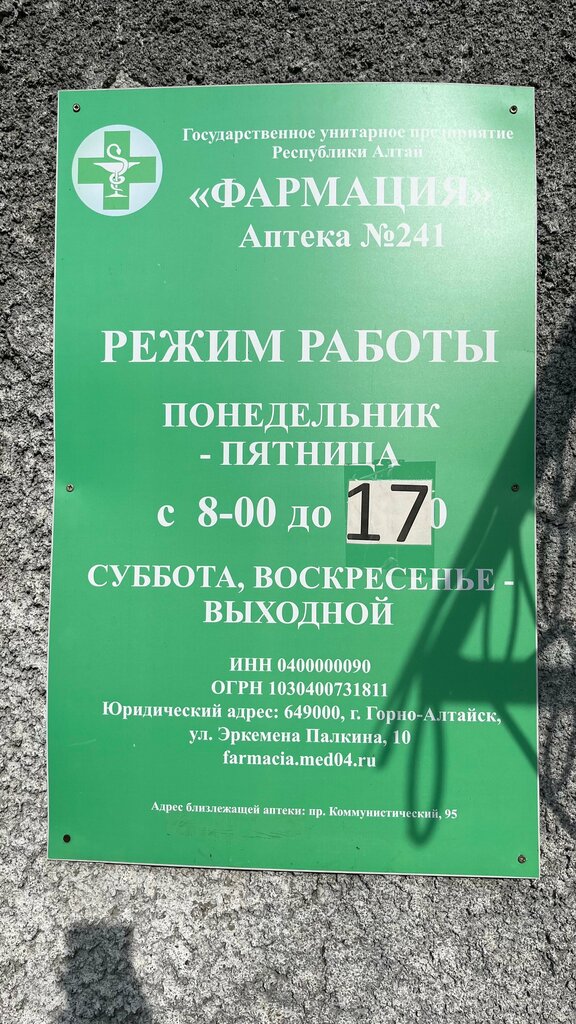 Государственное унитарное предприятие
Республики Алтай
«ФАРМАЦИЯ»
Аптека №241
РЕЖИМ РАБОТЫ
ПОНЕДЕЛЬНИК
- ПЯТНИЦА
с 8-00 до 170
СУББОТА, ВОСКРЕСЕНЬЕ -
ВЫХОДНОЙ
ИНН 0400000090
ОГРН 1030400731811
Юридический адрес: 649000, г. Горно-Алтайск,
ул. Эркемена Палкина, 10
farmacia.med04.ru
Адрес близлежащей аптеки: пр. Коммунистический, 95